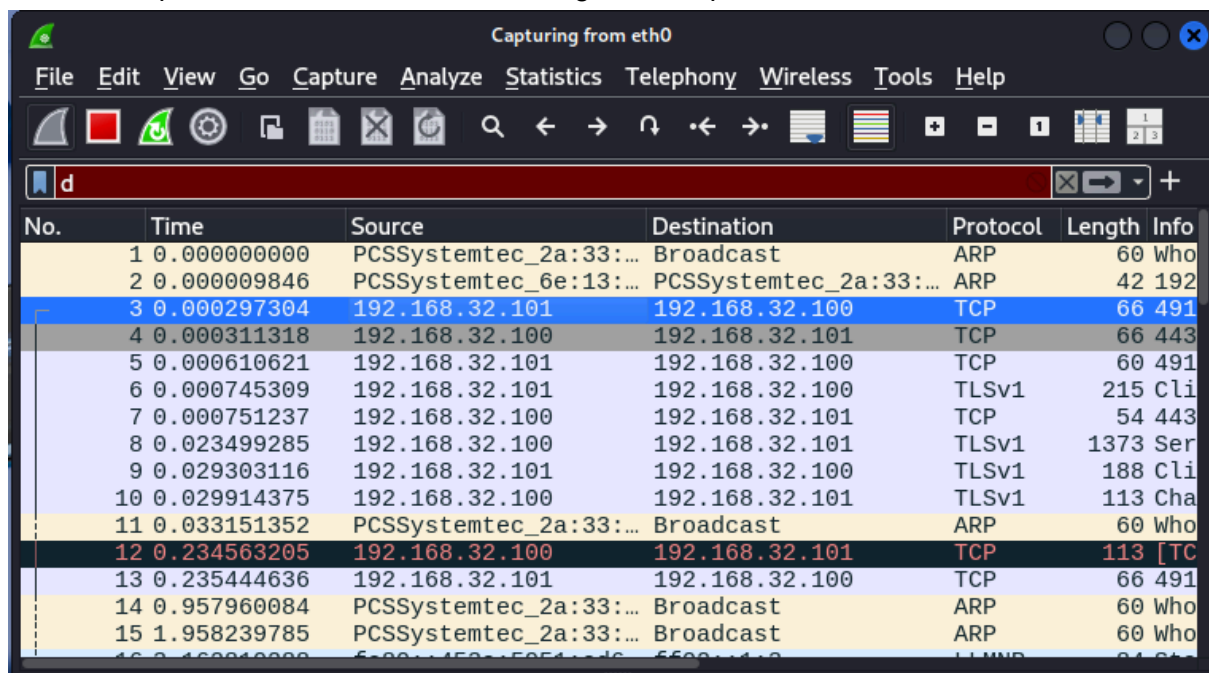 Capturing from eth0
File Edit View Go Capture Analyze Statistics Telephony Wireless Tools Help
d
No. Time Source Destination Protocol Length Info
1 0.000000000 PCSSystemtec_2a:33:… Broadcast ARP 60 Who
2 0.000009846 PCSSystemtec_6e:13:… PCSSystemtec_2a:33:… ARP 42 192
3 0.000297304 192.168.32.101 192.168.32.100 TCP 66 491
4 0.000311318 192.168.32.100 192.168.32.101 TCP 66 443
5 0.000610621 192.168.32.101 192.168.32.100 TCP 60 491
6 0.000745309 192.168.32.101 192.168.32.100 TLSv1 215 Cli
7 0.000751237 192.168.32.100 192.168.32.101 TCP 54 443
8 0.023499285 192.168.32.100 192.168.32.101 TLSv1 1373 Ser
9 0.029303116 192.168.32.101 192.168.32.100 TLSv1 188 Cli
10 0.029914375 192.168.32.100 192.168.32.101 TLSv1 113 Cha
11 0.033151352 PCSSystemtec_2a:33:… Broadcast ARP 60 Who
12 0.234563205 192.168.32.100 192.168.32.101 TCP 113 [TC
13 0.235444636 192.168.32.101 192.168.32.100 TCP 66 491
14 0.957960084 PCSSystemtec_2a:33:… Broadcast ARP 60 Who
15 1.958239785 PCSSystemtec_2a:33:… Broadcast ARP 60 Who